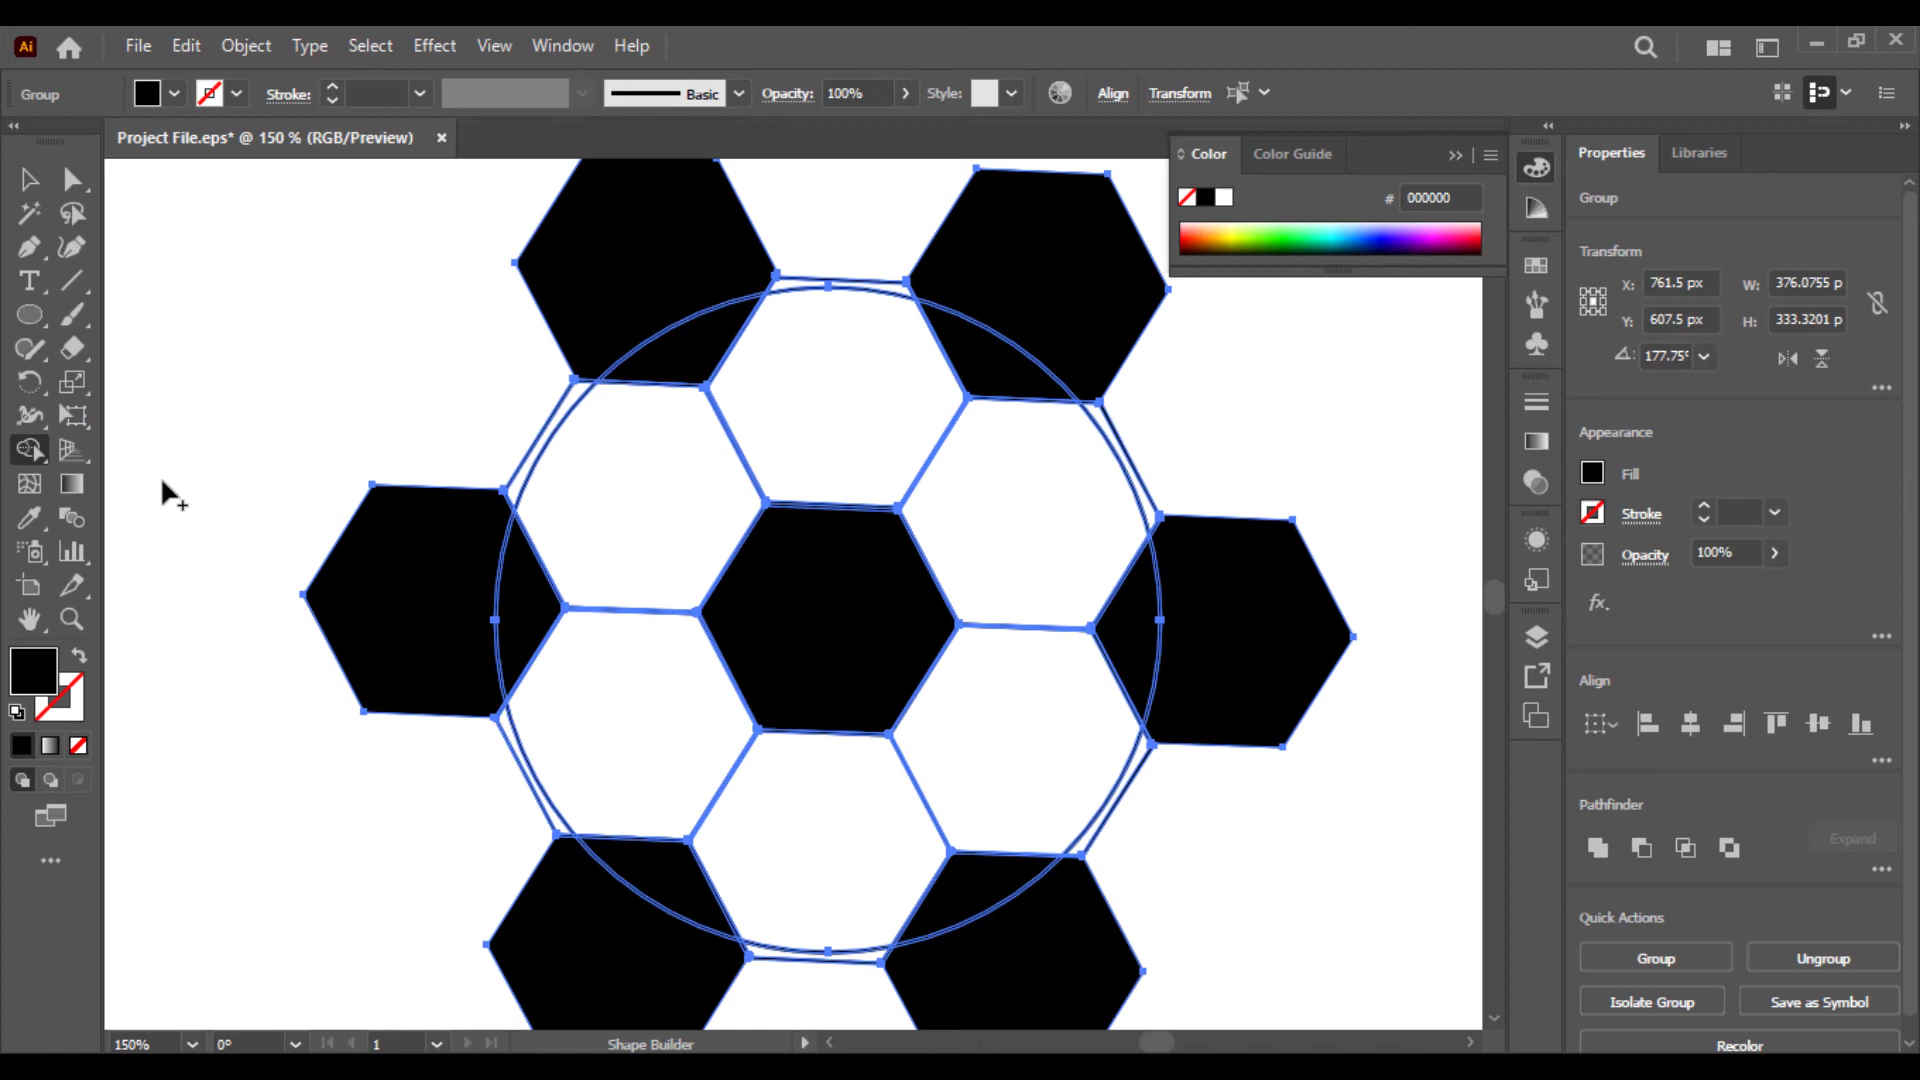 Ai File Edit Object Type Select Effect View Window Help
Group Stroke: Basic Opacity: 100% Style: Align Transform
Project File.eps* @ 150 % (RGB/Preview) ×
Color Color Guide
# 000000
Properties Libraries
Group
Transform
X: 761.5 px W: 376.0755 p
Y: 607.5 px H: 333.3201 p
177.75°
Appearance
Fill
Stroke
Opacity 100%
fx.
Align
Pathfinder
Expand
Quick Actions
Group Ungroup
Isolate Group Save as Symbol
Recolor
150% 0° 1 Shape Builder